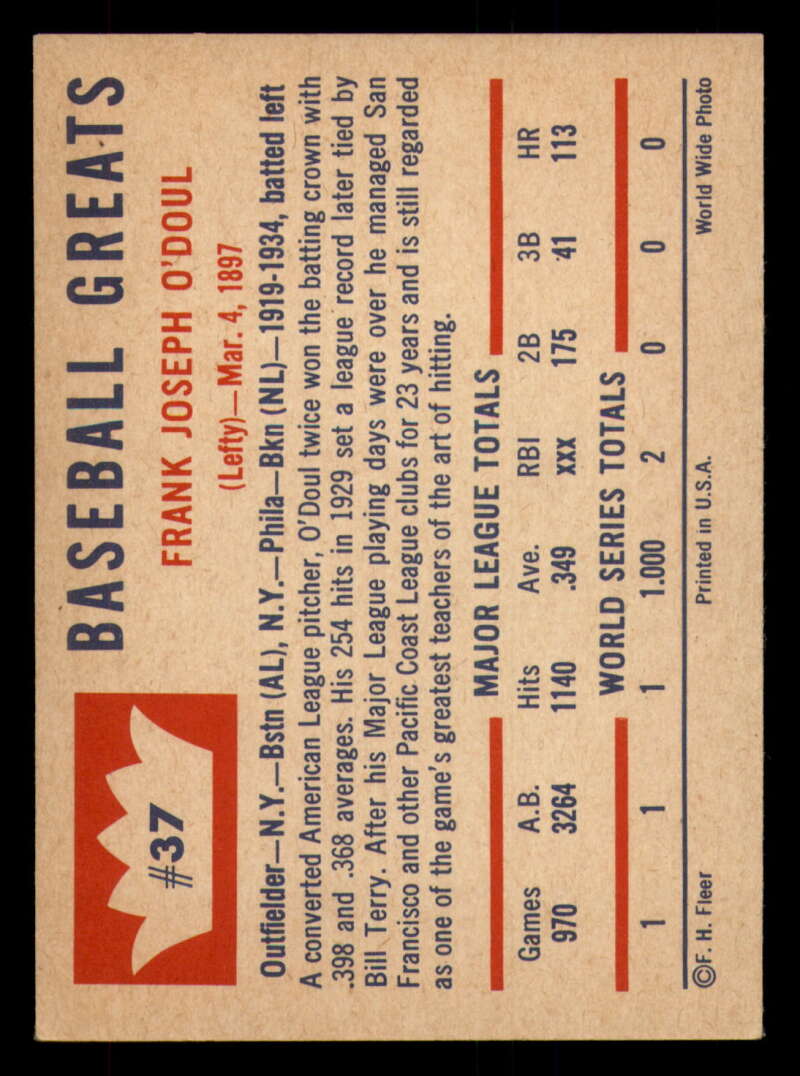 #37
BASEBALL GREATS
FRANK JOSEPH O'DOUL
(Lefty)—Mar. 4, 1897
Outfielder—N.Y.—Bstn (AL), N.Y.—Phila—Bkn (NL)—1919-1934, batted left
A converted American League pitcher, O'Doul twice won the batting crown with
.398 and .368 averages. His 254 hits in 1929 set a league record later tied by
Bill Terry. After his Major League playing days were over he managed San
Francisco and other Pacific Coast League clubs for 23 years and is still regarded
as one of the game's greatest teachers of the art of hitting.
MAJOR LEAGUE TOTALS
Games A.B. Hits Ave. RBI 2B 3B HR
970 3264 1140 .349 xxx 175 41 113
WORLD SERIES TOTALS
1 1 1 1.000 2 0 0 0
©F. H. Fleer Printed in U.S.A. World Wide Photo